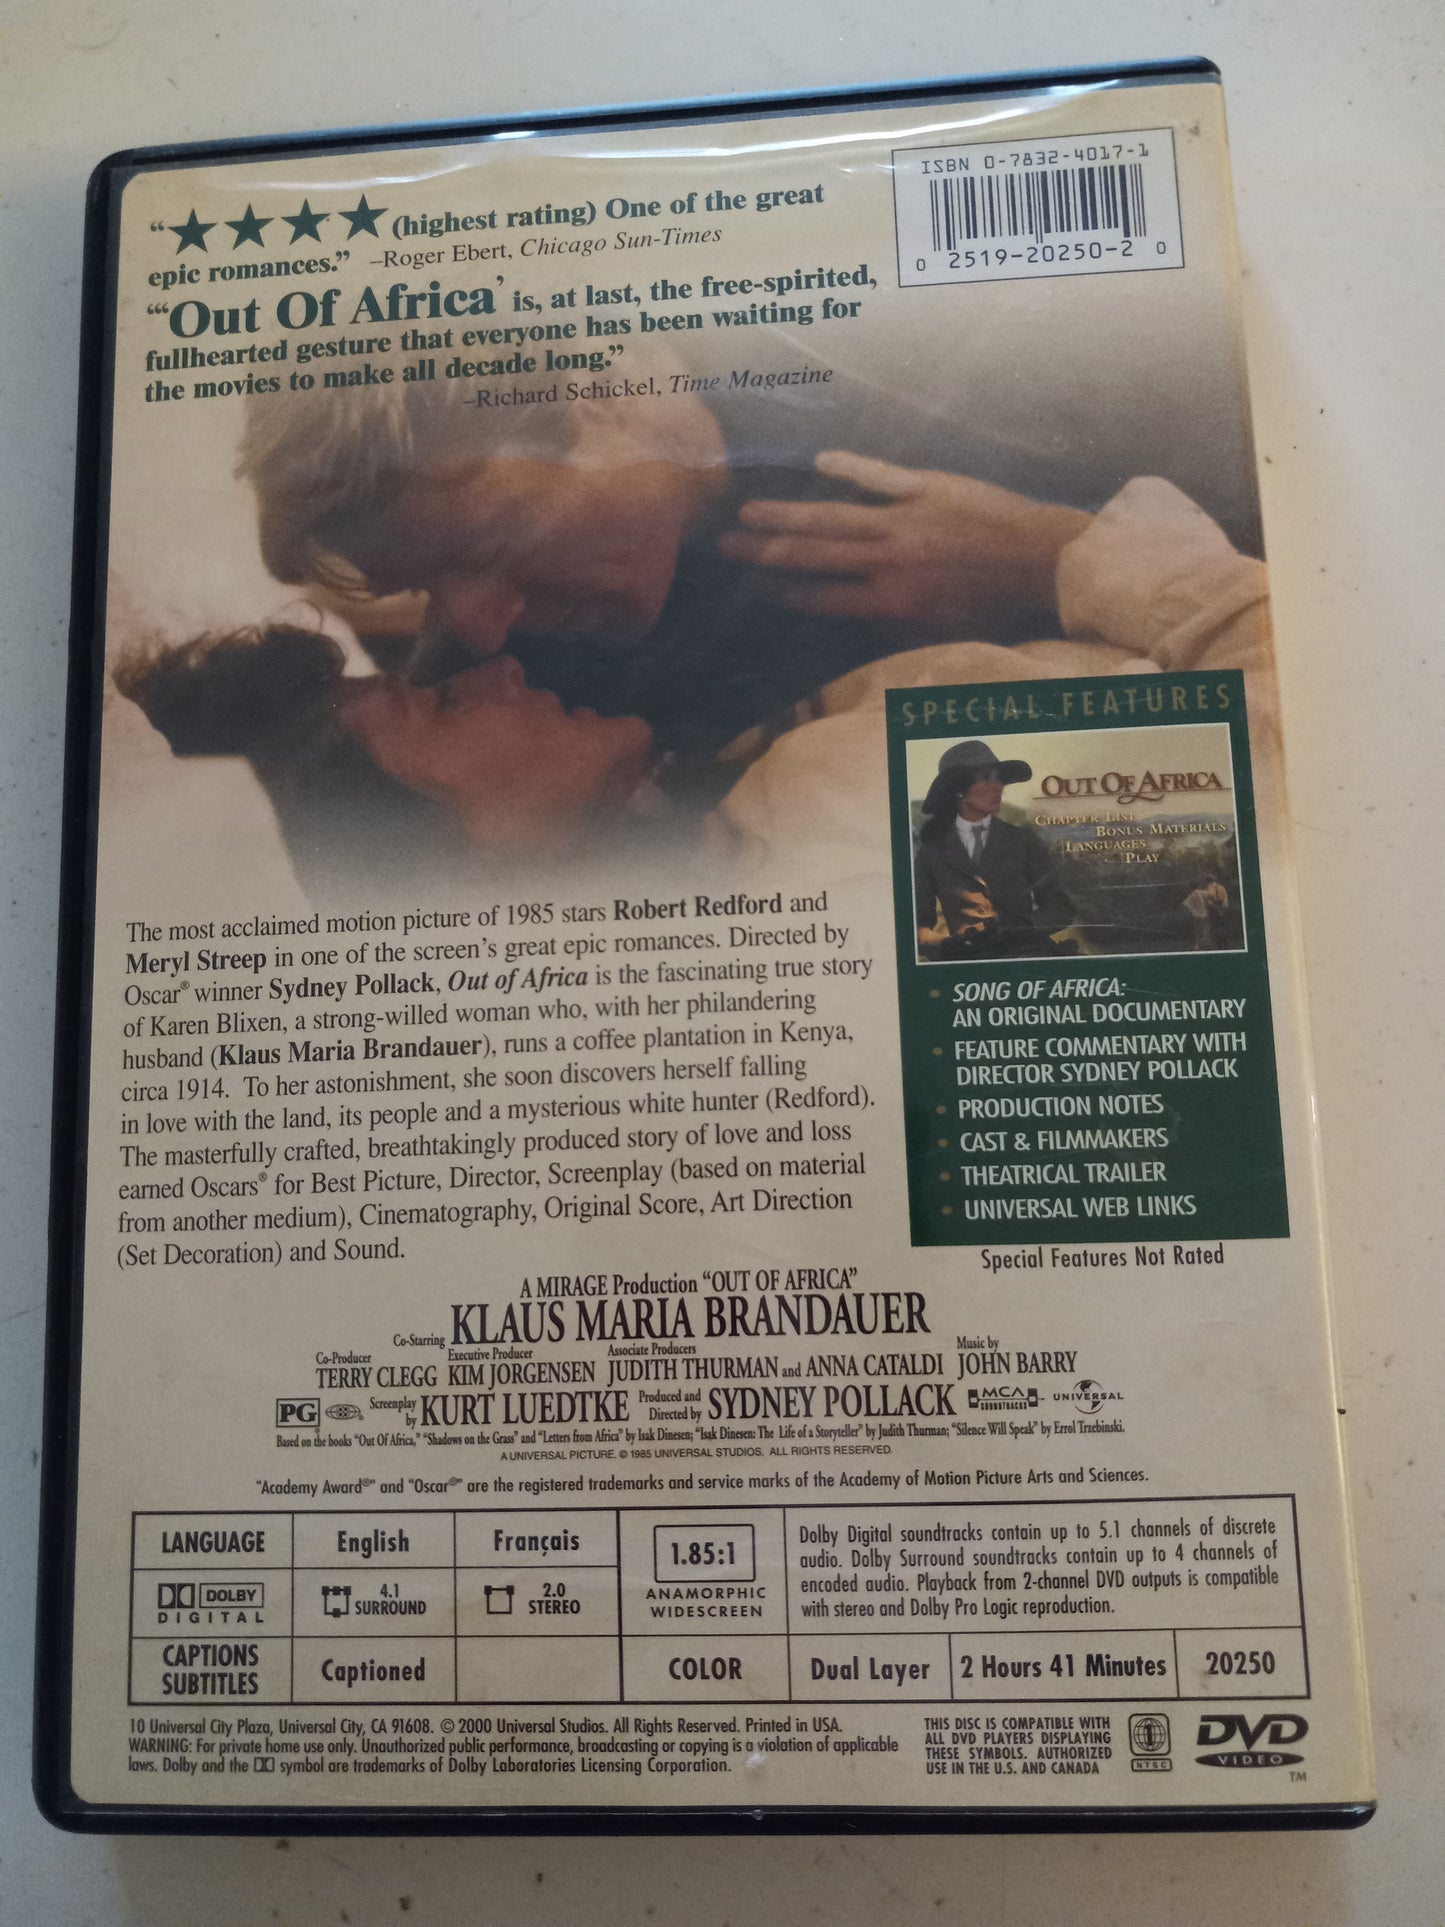 ISBN 0-7832-4017-1
0 2519-20250-2 0
“★★★★ (highest rating) One of the great
epic romances.” –Roger Ebert, Chicago Sun-Times
“‘Out Of Africa’ is, at last, the free-spirited,
fullhearted gesture that everyone has been waiting for
the movies to make all decade long.”
–Richard Schickel, Time Magazine
SPECIAL FEATURES
OUT OF AFRICA
CHAPTER LIST
BONUS MATERIALS
LANGUAGES
PLAY
• SONG OF AFRICA:
AN ORIGINAL DOCUMENTARY
• FEATURE COMMENTARY WITH
DIRECTOR SYDNEY POLLACK
• PRODUCTION NOTES
• CAST & FILMMAKERS
• THEATRICAL TRAILER
• UNIVERSAL WEB LINKS
Special Features Not Rated
The most acclaimed motion picture of 1985 stars Robert Redford and
Meryl Streep in one of the screen’s great epic romances. Directed by
Oscar® winner Sydney Pollack, Out of Africa is the fascinating true story
of Karen Blixen, a strong-willed woman who, with her philandering
husband (Klaus Maria Brandauer), runs a coffee plantation in Kenya,
circa 1914. To her astonishment, she soon discovers herself falling
in love with the land, its people and a mysterious white hunter (Redford).
The masterfully crafted, breathtakingly produced story of love and loss
earned Oscars® for Best Picture, Director, Screenplay (based on material
from another medium), Cinematography, Original Score, Art Direction
(Set Decoration) and Sound.
A MIRAGE Production “OUT OF AFRICA”
Co-Starring KLAUS MARIA BRANDAUER
Co-Producer TERRY CLEGG Executive Producer KIM JORGENSEN Associate Producers JUDITH THURMAN and ANNA CATALDI Music by JOHN BARRY
PG Screenplay by KURT LUEDTKE Produced and Directed by SYDNEY POLLACK MCA SOUNDTRACKS UNIVERSAL
Based on the books “Out Of Africa,” “Shadows on the Grass” and “Letters from Africa” by Isak Dinesen; “Isak Dinesen: The Life of a Storyteller” by Judith Thurman; “Silence Will Speak” by Errol Trzebinski.
A UNIVERSAL PICTURE. © 1985 UNIVERSAL STUDIOS. ALL RIGHTS RESERVED.
“Academy Award®” and “Oscar®” are the registered trademarks and service marks of the Academy of Motion Picture Arts and Sciences.
LANGUAGE English Français
DOLBY DIGITAL 4.1 SURROUND 2.0 STEREO
CAPTIONS SUBTITLES Captioned
1.85:1
ANAMORPHIC
WIDESCREEN
COLOR
Dolby Digital soundtracks contain up to 5.1 channels of discrete
audio. Dolby Surround soundtracks contain up to 4 channels of
encoded audio. Playback from 2-channel DVD outputs is compatible
with stereo and Dolby Pro Logic reproduction.
Dual Layer 2 Hours 41 Minutes 20250
10 Universal City Plaza, Universal City, CA 91608. © 2000 Universal Studios. All Rights Reserved. Printed in USA.
WARNING: For private home use only. Unauthorized public performance, broadcasting or copying is a violation of applicable
laws. Dolby and the DD symbol are trademarks of Dolby Laboratories Licensing Corporation.
THIS DISC IS COMPATIBLE WITH
ALL DVD PLAYERS DISPLAYING
THESE SYMBOLS. AUTHORIZED
USE IN THE U.S. AND CANADA
1
NTSC
DVD
VIDEO
TM